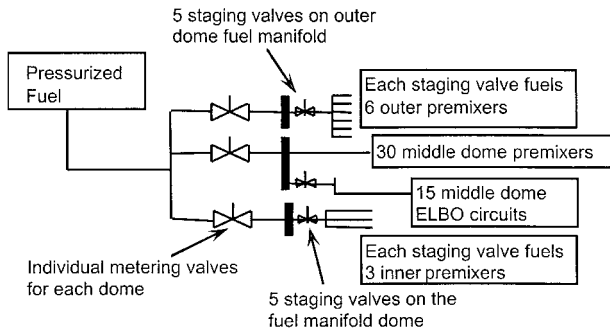 5 staging valves on outer
dome fuel manifold
Pressurized
Fuel
Each staging valve fuels
6 outer premixers
30 middle dome premixers
15 middle dome
ELBO circuits
Each staging valve fuels
3 inner premixers
Individual metering valves
for each dome
5 staging valves on the
fuel manifold dome